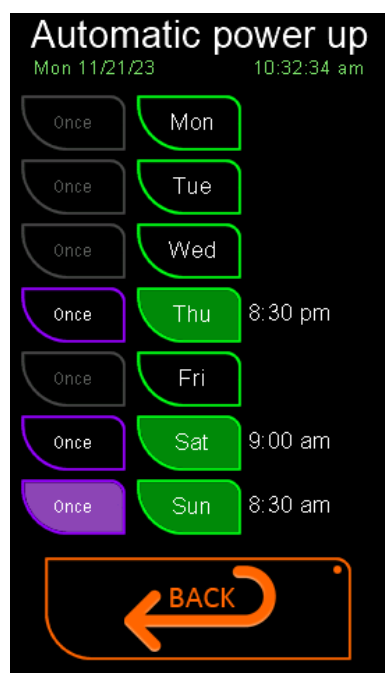 Automatic power up
Mon 11/21/23 10:32:34 am
Once Mon
Once Tue
Once Wed
Once Thu 8:30 pm
Once Fri
Once Sat 9:00 am
Once Sun 8:30 am
BACK